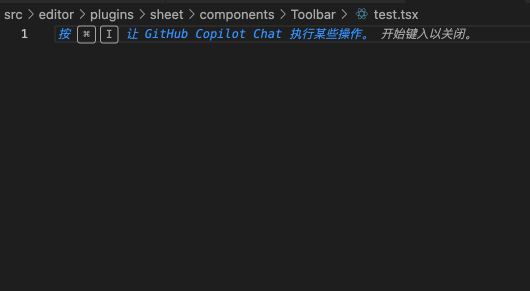 src > editor > plugins > sheet > components > Toolbar > test.tsx
1 按 ⌘ I 让 GitHub Copilot Chat 执行某些操作。 开始键入以关闭。